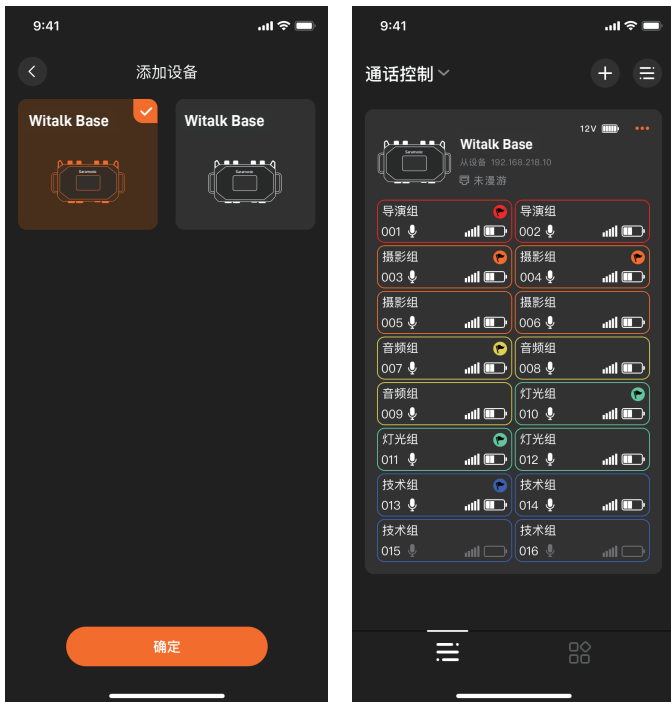 9:41
添加设备
Witalk Base
Witalk Base
Saramonic
Saramonic
确定
9:41
通话控制
12V
Witalk Base
从设备 192.168.218.10
未漫游
Saramonic
导演组
001
导演组
002
摄影组
003
摄影组
004
摄影组
005
摄影组
006
音频组
007
音频组
008
音频组
009
灯光组
010
灯光组
011
灯光组
012
技术组
013
技术组
014
技术组
015
技术组
016